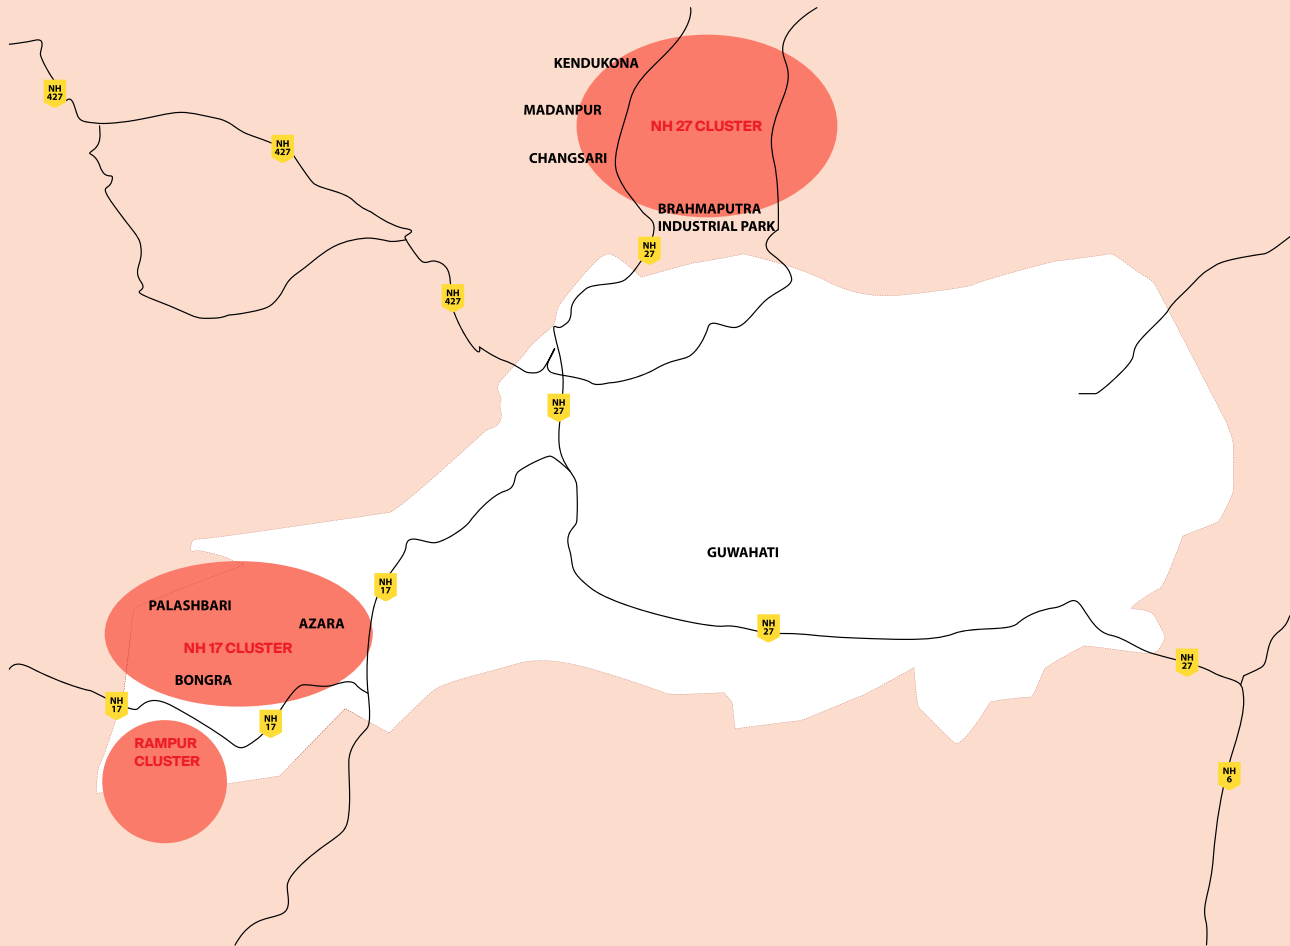 KENDUKONA
NH
427
MADANPUR
NH 27 CLUSTER
NH
427
CHANGSARI
BRAHMAPUTRA
INDUSTRIAL PARK
NH
27
NH
427
NH
27
GUWAHATI
NH
17
PALASHBARI
AZARA
NH
27
NH 17 CLUSTER
NH
27
BONGRA
NH
17
NH
17
RAMPUR
CLUSTER
NH
6